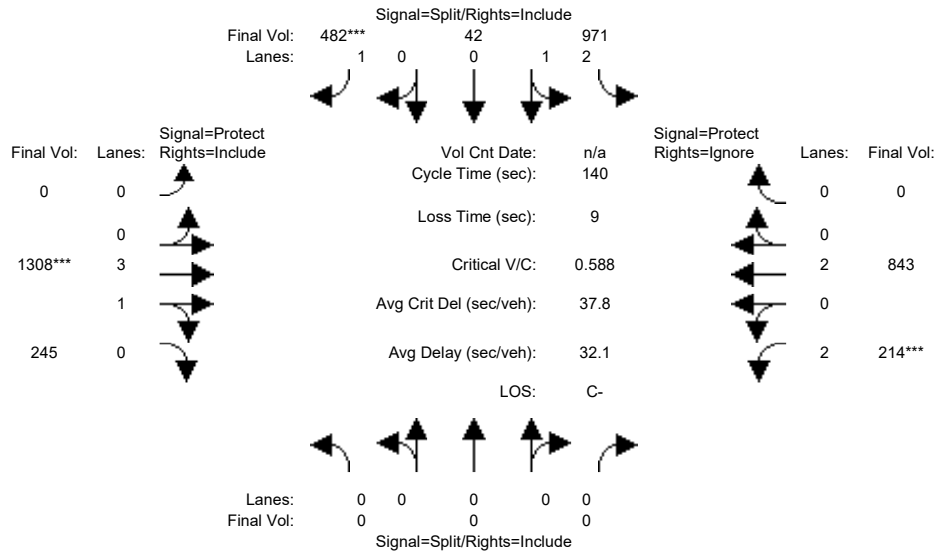 Signal=Split/Rights=Include
Final Vol: 482*** 42 971
Lanes: 1 0 0 1 2
Signal=Protect Signal=Protect
Final Vol: Lanes: Rights=Include Vol Cnt Date: n/a Rights=Ignore Lanes: Final Vol:
Cycle Time (sec): 140
0 0 0 0
Loss Time (sec): 9
0 0
1308*** 3 Critical V/C: 0.588 2 843
1 Avg Crit Del (sec/veh): 37.8 0
245 0 Avg Delay (sec/veh): 32.1 2 214***
LOS: C-
Lanes: 0 0 0 0 0
Final Vol: 0 0 0
Signal=Split/Rights=Include